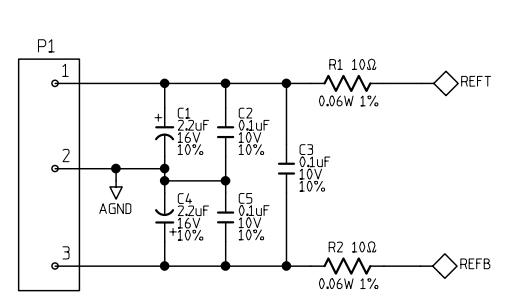 P1
1
R1 10Ω
REFT
0.06W 1%
+
C1
2.2uF
16V
10%
C2
0.1uF
10V
10%
C3
0.1uF
10V
10%
2
AGND
C4
2.2uF
16V
+10%
C5
0.1uF
10V
10%
3
R2 10Ω
REFB
0.06W 1%